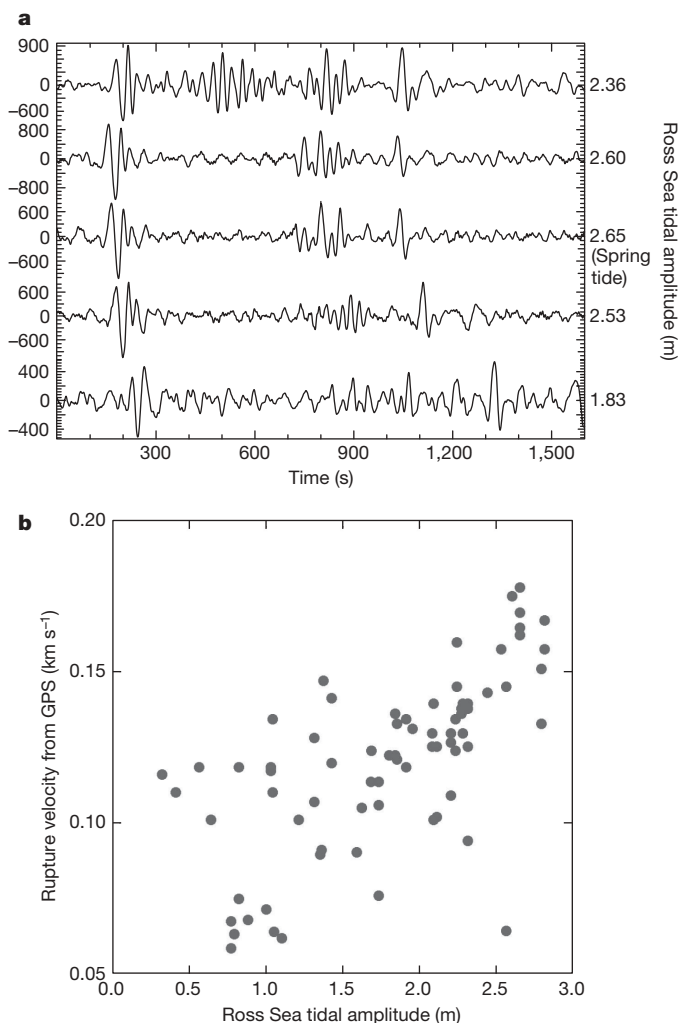 a
900
0
−600
2.36
800
0
−800
2.60
600
0
−600
2.65
(Spring
tide)
600
0
−600
2.53
400
0
−400
1.83
Ross Sea tidal amplitude (m)
300 600 900 1,200 1,500
Time (s)
b
Rupture velocity from GPS (km s⁻¹)
0.20
0.15
0.10
0.05
0.0 0.5 1.0 1.5 2.0 2.5 3.0
Ross Sea tidal amplitude (m)